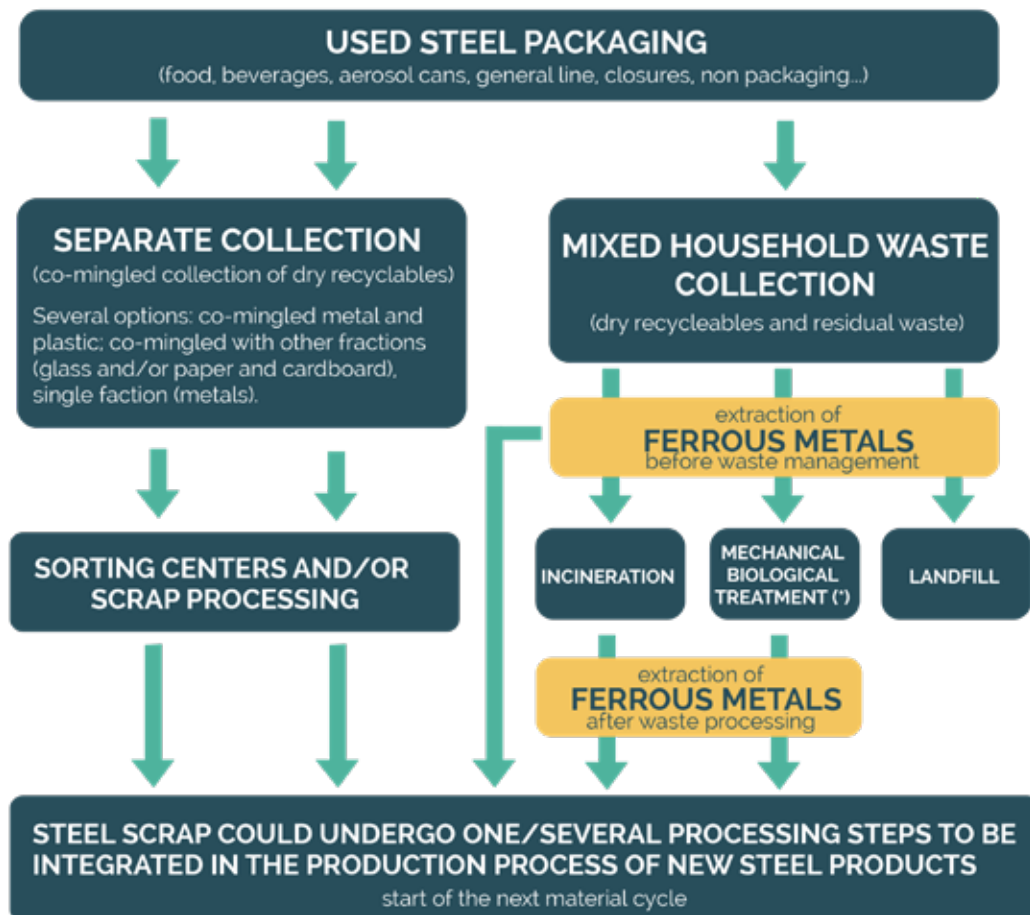 USED STEEL PACKAGING
(food, beverages, aerosol cans, general line, closures, non packaging...)
SEPARATE COLLECTION
(co-mingled collection of dry recyclables)
Several options: co-mingled metal and
plastic; co-mingled with other fractions
(glass and/or paper and cardboard),
single faction (metals).
MIXED HOUSEHOLD WASTE
COLLECTION
(dry recycleables and residual waste)
extraction of
FERROUS METALS
before waste management
SORTING CENTERS AND/OR
SCRAP PROCESSING
INCINERATION
MECHANICAL
BIOLOGICAL
TREATMENT (*)
LANDFILL
extraction of
FERROUS METALS
after waste processing
STEEL SCRAP COULD UNDERGO ONE/SEVERAL PROCESSING STEPS TO BE
INTEGRATED IN THE PRODUCTION PROCESS OF NEW STEEL PRODUCTS
start of the next material cycle